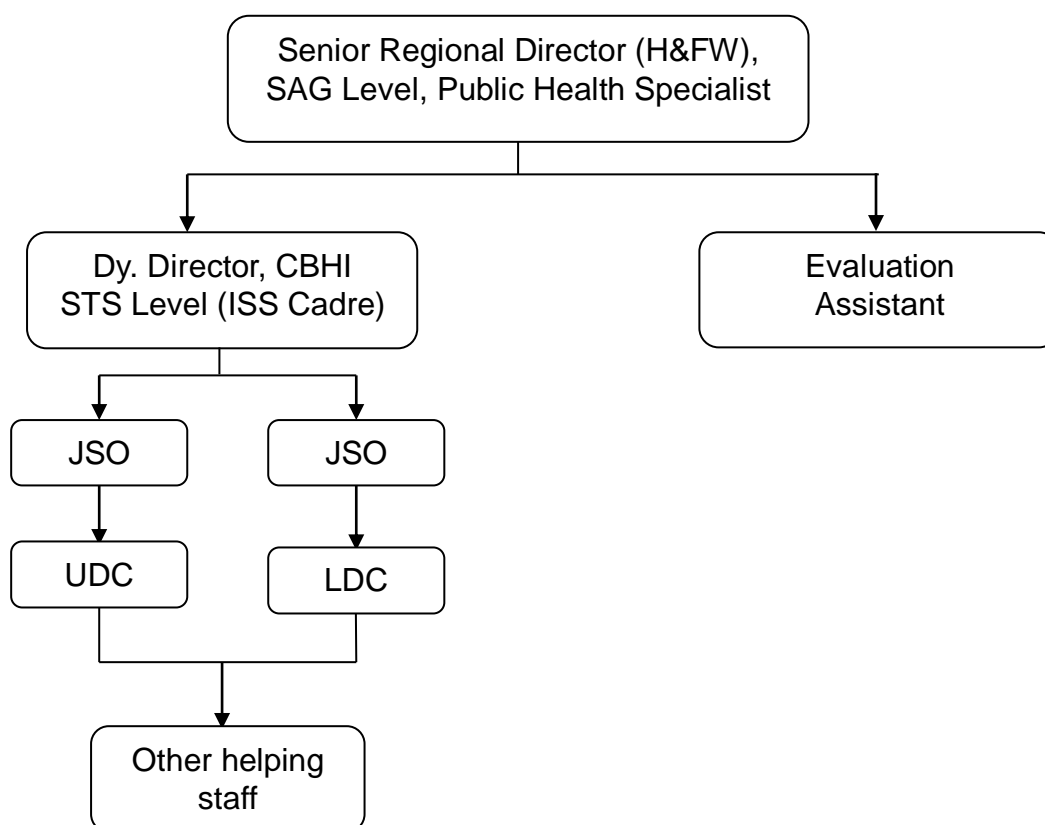 Senior Regional Director (H&FW),
SAG Level, Public Health Specialist
Dy. Director, CBHI
STS Level (ISS Cadre)
Evaluation
Assistant
JSO
JSO
UDC
LDC
Other helping
staff